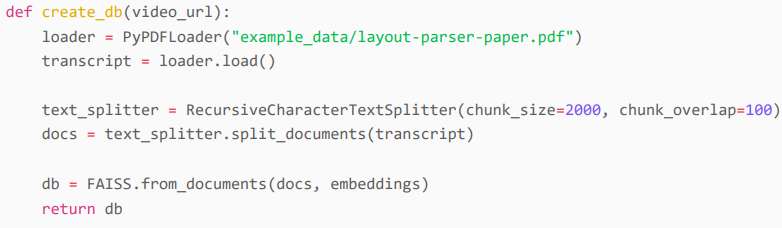 def create_db(video_url):
    loader = PyPDFLoader("example_data/layout-parser-paper.pdf")
    transcript = loader.load()

    text_splitter = RecursiveCharacterTextSplitter(chunk_size=2000, chunk_overlap=100)
    docs = text_splitter.split_documents(transcript)

    db = FAISS.from_documents(docs, embeddings)
    return db